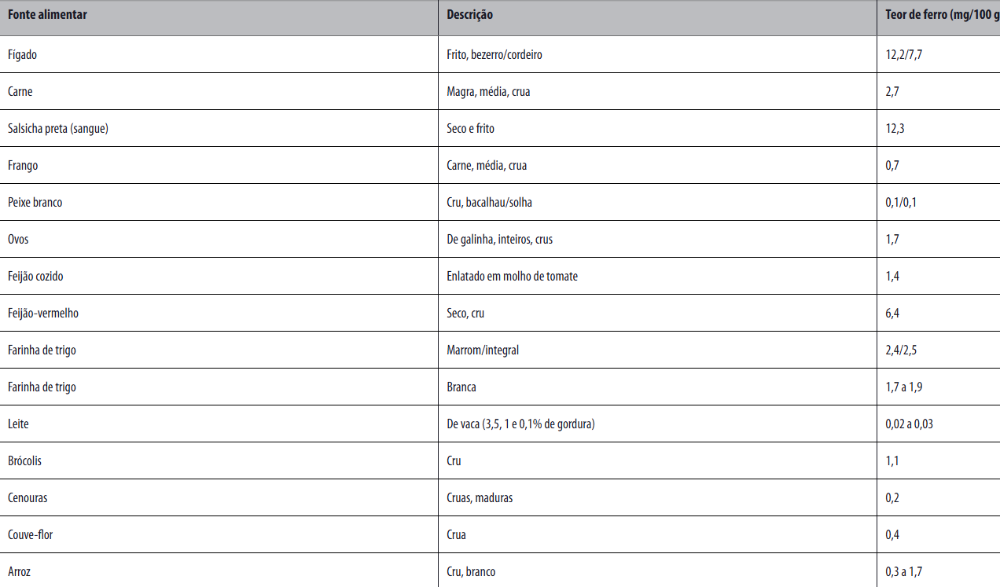 Fonte alimentar Descrição Teor de ferro (mg/100 g
Fígado Frito, bezerro/cordeiro 12,2/7,7
Carne Magra, média, crua 2,7
Salsicha preta (sangue) Seco e frito 12,3
Frango Carne, média, crua 0,7
Peixe branco Cru, bacalhau/solha 0,1/0,1
Ovos De galinha, inteiros, crus 1,7
Feijão cozido Enlatado em molho de tomate 1,4
Feijão-vermelho Seco, cru 6,4
Farinha de trigo Marrom/integral 2,4/2,5
Farinha de trigo Branca 1,7 a 1,9
Leite De vaca (3,5, 1 e 0,1% de gordura) 0,02 a 0,03
Brócolis Cru 1,1
Cenouras Cruas, maduras 0,2
Couve-flor Crua 0,4
Arroz Cru, branco 0,3 a 1,7